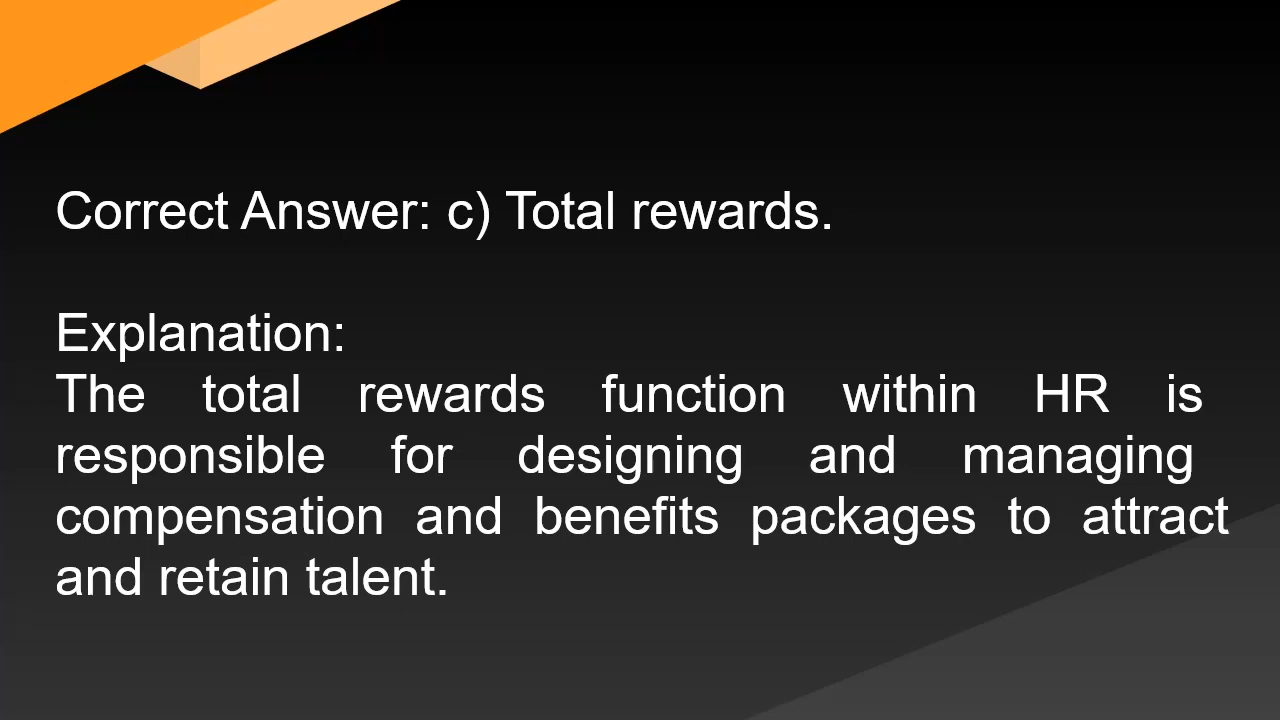 Correct Answer: c) Total rewards.
Explanation:
The total rewards function within HR is
responsible for designing and managing
compensation and benefits packages to attract
and retain talent.